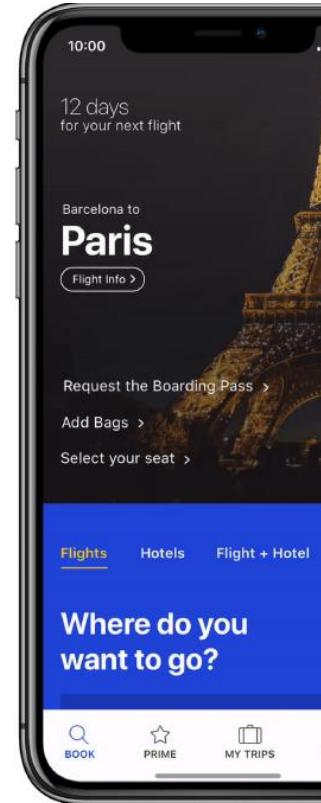 10:00
12 days
for your next flight
Barcelona to
Paris
Flight Info >
Request the Boarding Pass >
Add Bags >
Select your seat >
Flights Hotels Flight + Hotel
Where do you
want to go?
BOOK PRIME MY TRIPS